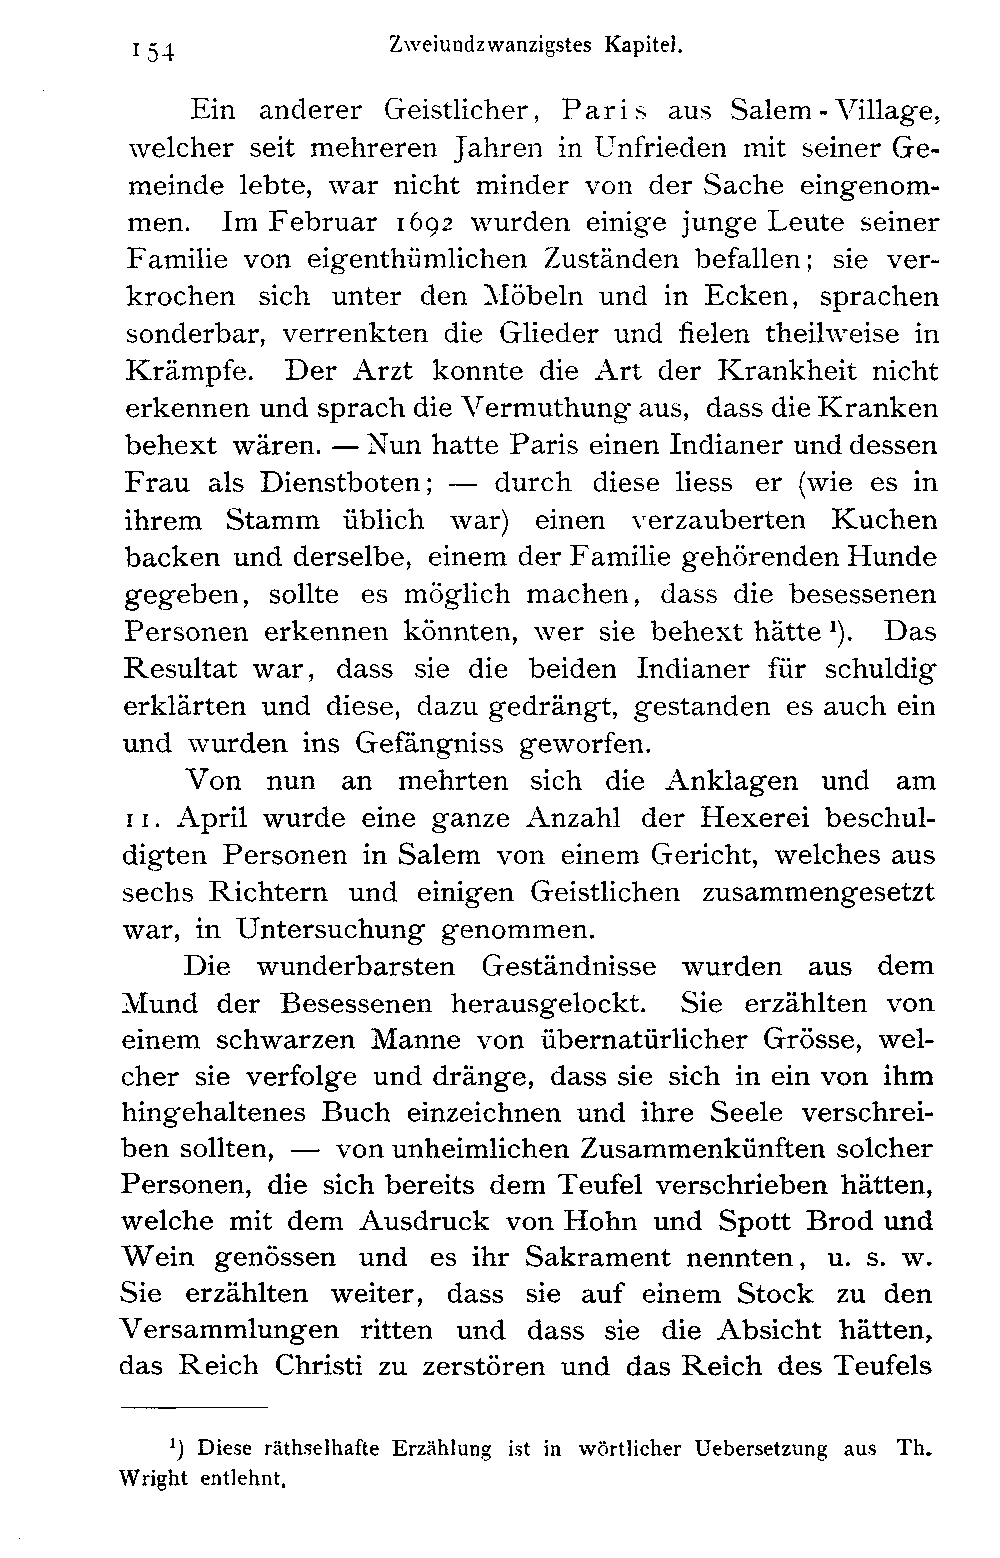 154 Zweiundzwanzigstes Kapitel.
Ein anderer Geistlicher, Paris aus Salem-Village,
welcher seit mehreren Jahren in Unfrieden mit seiner Ge-
meinde lebte, war nicht minder von der Sache eingenom-
men. Im Februar 1692 wurden einige junge Leute seiner
Familie von eigenthümlichen Zuständen befallen; sie ver-
krochen sich unter den Möbeln und in Ecken, sprachen
sonderbar, verrenkten die Glieder und fielen theilweise in
Krämpfe. Der Arzt konnte die Art der Krankheit nicht
erkennen und sprach die Vermuthung aus, dass die Kranken
behext wären. — Nun hatte Paris einen Indianer und dessen
Frau als Dienstboten; — durch diese liess er (wie es in
ihrem Stamm üblich war) einen verzauberten Kuchen
backen und derselbe, einem der Familie gehörenden Hunde
gegeben, sollte es möglich machen, dass die besessenen
Personen erkennen könnten, wer sie behext hätte ¹). Das
Resultat war, dass sie die beiden Indianer für schuldig
erklärten und diese, dazu gedrängt, gestanden es auch ein
und wurden ins Gefängniss geworfen.
Von nun an mehrten sich die Anklagen und am
11. April wurde eine ganze Anzahl der Hexerei beschul-
digten Personen in Salem von einem Gericht, welches aus
sechs Richtern und einigen Geistlichen zusammengesetzt
war, in Untersuchung genommen.
Die wunderbarsten Geständnisse wurden aus dem
Mund der Besessenen herausgelockt. Sie erzählten von
einem schwarzen Manne von übernatürlicher Grösse, wel-
cher sie verfolge und dränge, dass sie sich in ein von ihm
hingehaltenes Buch einzeichnen und ihre Seele verschrei-
ben sollten, — von unheimlichen Zusammenkünften solcher
Personen, die sich bereits dem Teufel verschrieben hätten,
welche mit dem Ausdruck von Hohn und Spott Brod und
Wein genössen und es ihr Sakrament nennten, u. s. w.
Sie erzählten weiter, dass sie auf einem Stock zu den
Versammlungen ritten und dass sie die Absicht hätten,
das Reich Christi zu zerstören und das Reich des Teufels
¹) Diese räthselhafte Erzählung ist in wörtlicher Uebersetzung aus Th.
Wright entlehnt.